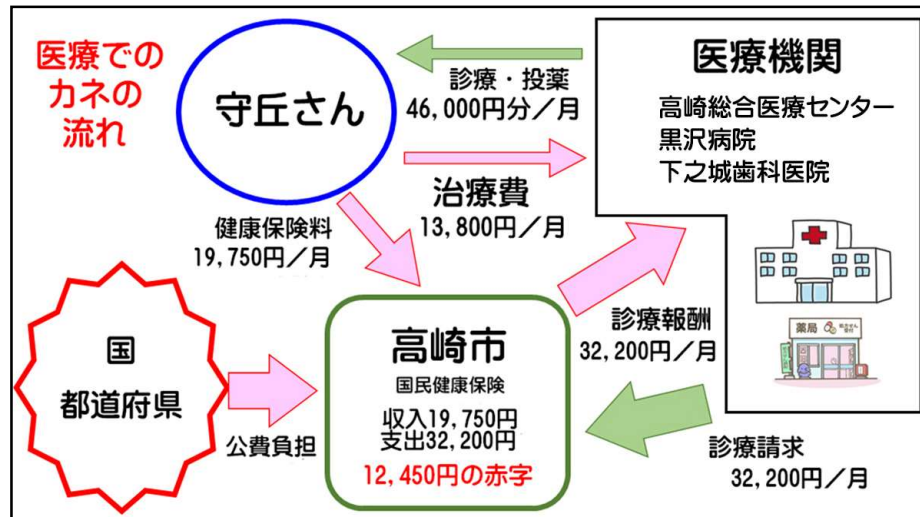 医療での
カネの
流れ
守丘さん
診療・投薬
46,000円分／月
治療費
13,800円／月
医療機関
高崎総合医療センター
黒沢病院
下之城歯科医院
薬局
健康保険料
19,750円／月
国
都道府県
公費負担
高崎市
国民健康保険
収入19,750円
支出32,200円
12,450円の赤字
診療報酬
32,200円／月
診療請求
32,200円／月